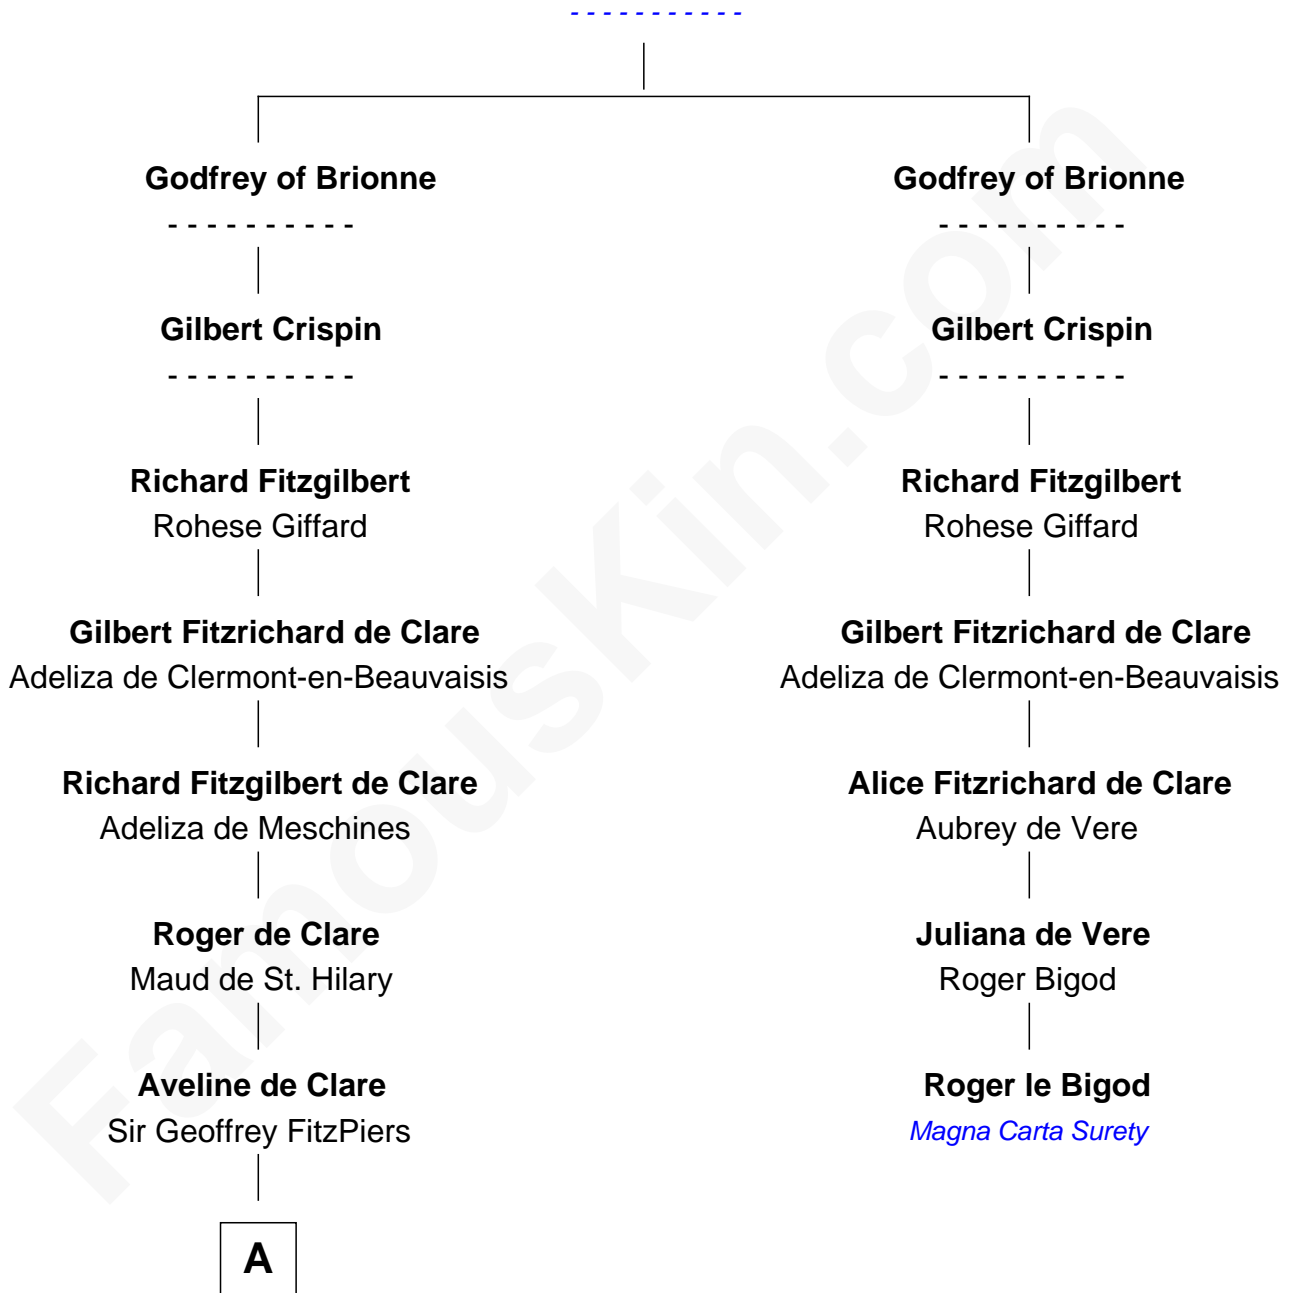 - - - - - - - - - - -
Godfrey of Brionne
- - - - - - - - - -
Gilbert Crispin
- - - - - - - - - -
Richard Fitzgilbert
Rohese Giffard
Gilbert Fitzrichard de Clare
Adeliza de Clermont-en-Beauvaisis
Richard Fitzgilbert de Clare
Adeliza de Meschines
Roger de Clare
Maud de St. Hilary
Aveline de Clare
Sir Geoffrey FitzPiers
A
Godfrey of Brionne
- - - - - - - - - -
Gilbert Crispin
- - - - - - - - - -
Richard Fitzgilbert
Rohese Giffard
Gilbert Fitzrichard de Clare
Adeliza de Clermont-en-Beauvaisis
Alice Fitzrichard de Clare
Aubrey de Vere
Juliana de Vere
Roger Bigod
Roger le Bigod
Magna Carta Surety
FamousKin.com